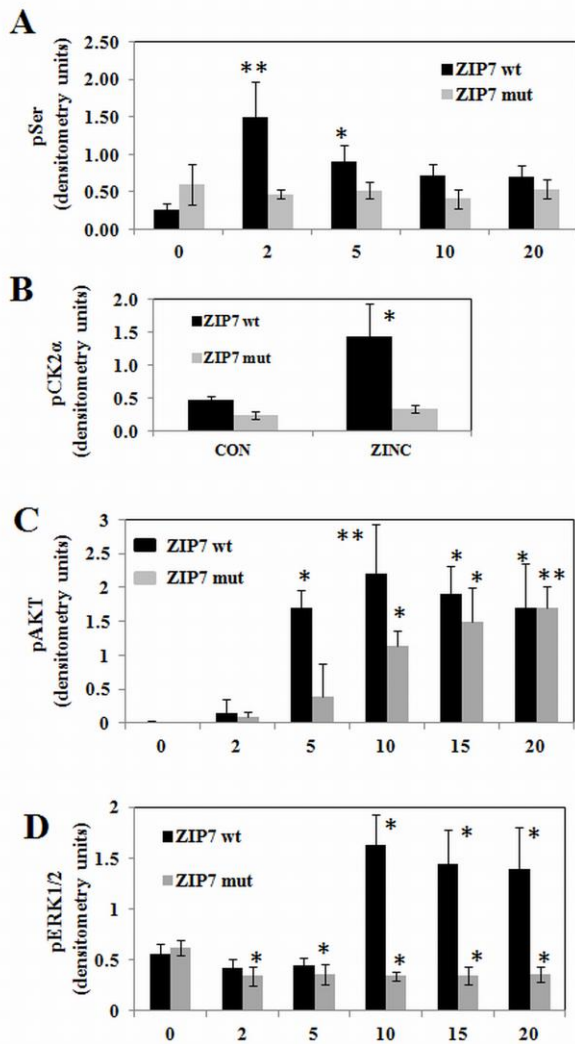 A
pSer
(densitometry units)
2.50
2.00
1.50
1.00
0.50
0.00
ZIP7 wt
ZIP7 mut
**
*
0 2 5 10 20
B
pCK2α
(densitometry units)
2.0
1.5
1.0
0.5
0.0
ZIP7 wt
ZIP7 mut
*
CON ZINC
C
pAKT
(densitometry units)
3
2.5
2
1.5
1
0.5
0
ZIP7 wt
ZIP7 mut
* ** * * * * **
0 2 5 10 15 20
D
pERK1/2
(densitometry units)
2
1.5
1
0.5
0
ZIP7 wt
ZIP7 mut
* * *
* * * * *
0 2 5 10 15 20